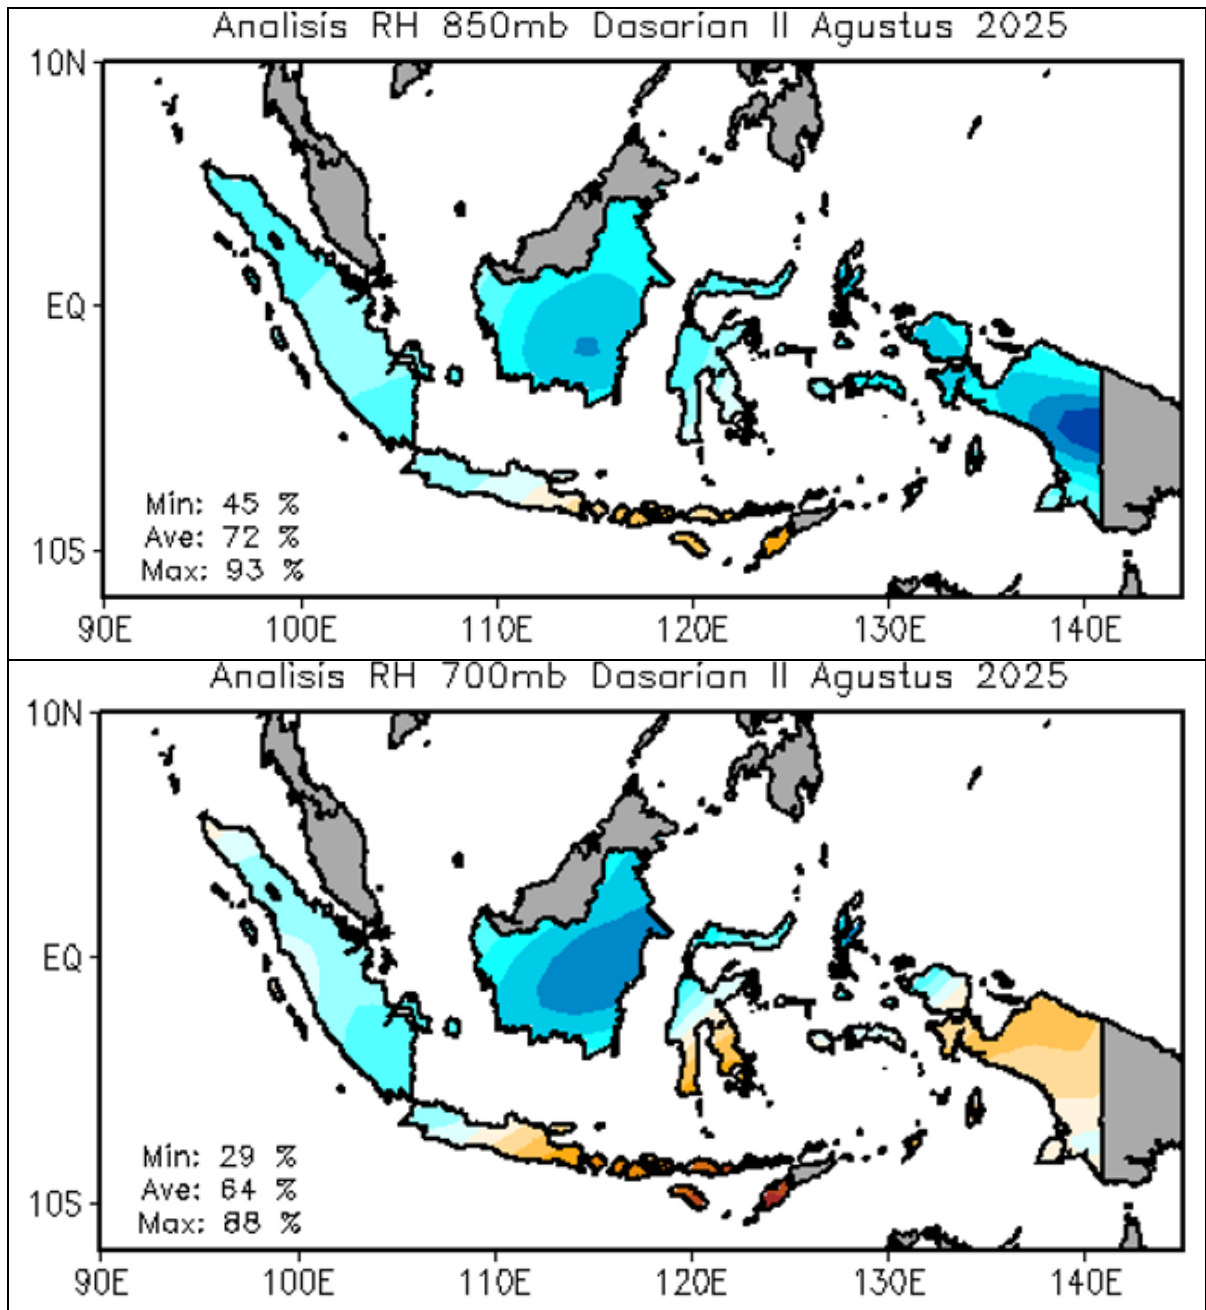 Analisis RH 850mb Dasarian II Agustus 2025
10N
EQ
10S
Min: 45 %
Ave: 72 %
Max: 93 %
90E 100E 110E 120E 130E 140E
Analisis RH 700mb Dasarian II Agustus 2025
10N
EQ
10S
Min: 29 %
Ave: 64 %
Max: 88 %
90E 100E 110E 120E 130E 140E